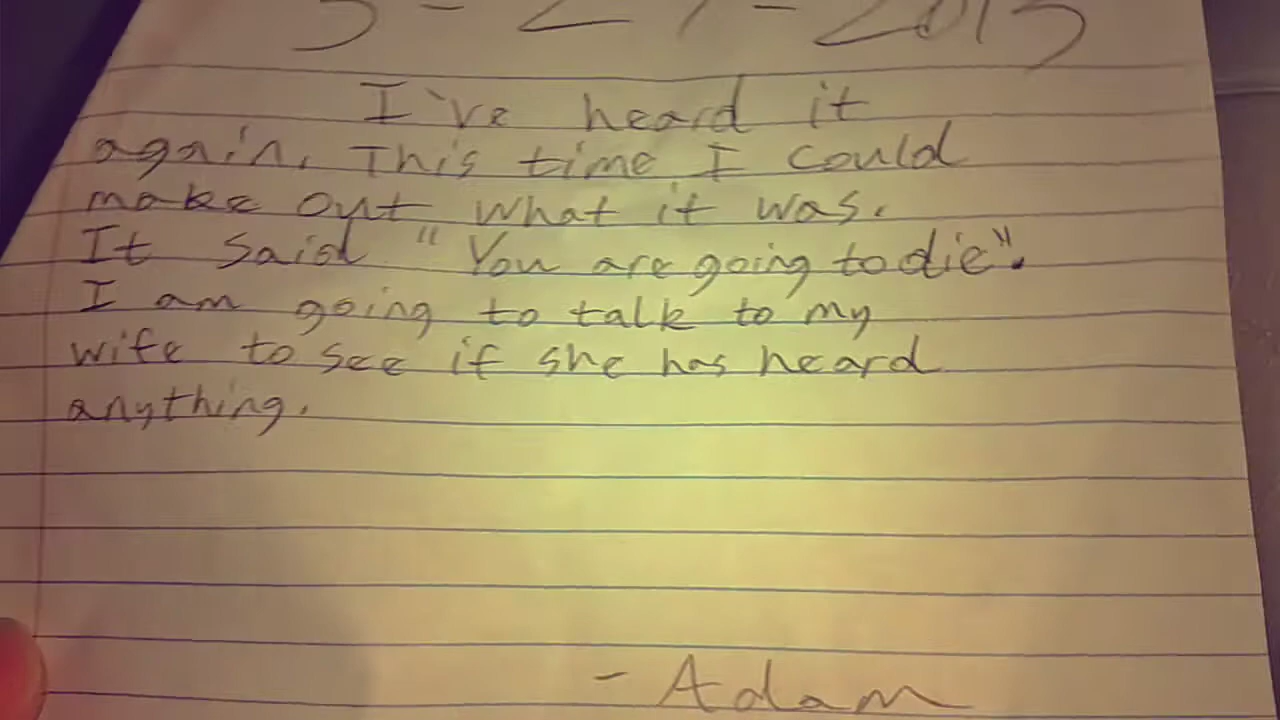 I've heard it
again. This time I could
make out what it was.
It said "You are going to die".
I am going to talk to my
wife to see if she has heard
anything.
- Adam